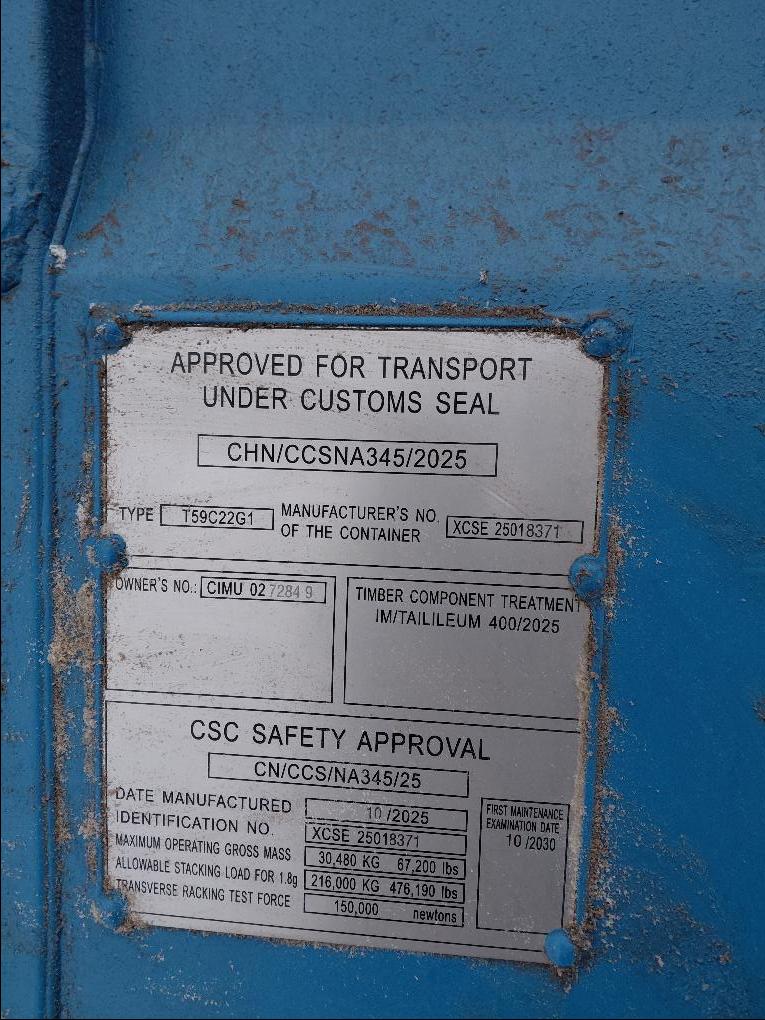 APPROVED FOR TRANSPORT
UNDER CUSTOMS SEAL
CHN/CCSNA345/2025
TYPE T59C22G1 MANUFACTURER'S NO.
OF THE CONTAINER XCSE 25018371
OWNER'S NO.: CIMU 027284 9
TIMBER COMPONENT TREATMENT
IM/TAILILEUM 400/2025
CSC SAFETY APPROVAL
CN/CCS/NA345/25
DATE MANUFACTURED 10 /2025
IDENTIFICATION NO. XCSE 25018371
MAXIMUM OPERATING GROSS MASS 30,480 KG 67,200 lbs
ALLOWABLE STACKING LOAD FOR 1.8g 216,000 KG 476,190 lbs
TRANSVERSE RACKING TEST FORCE 150,000 newtons
FIRST MAINTENANCE
EXAMINATION DATE
10 /2030